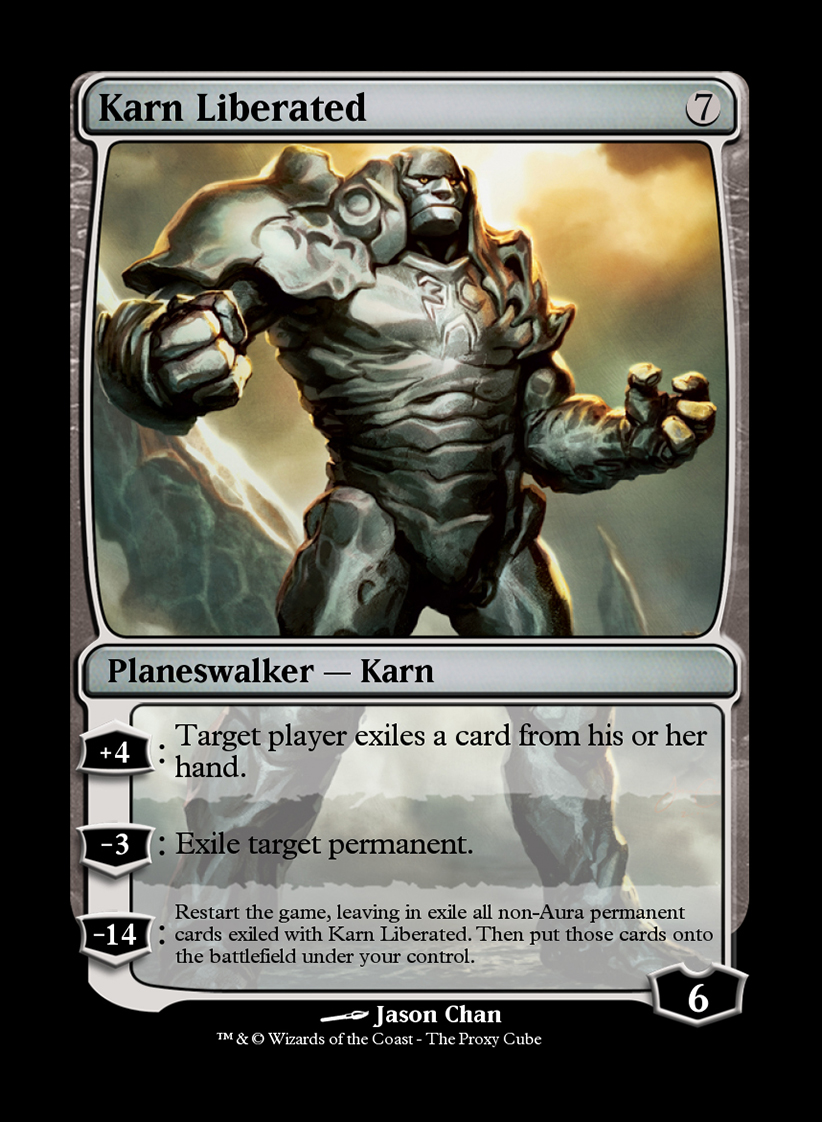 Karn Liberated 7
Planeswalker — Karn
+4 : Target player exiles a card from his or her
hand.
-3 : Exile target permanent.
Restart the game, leaving in exile all non-Aura permanent
-14 : cards exiled with Karn Liberated. Then put those cards onto
the battlefield under your control.
6
Jason Chan
™ & © Wizards of the Coast - The Proxy Cube